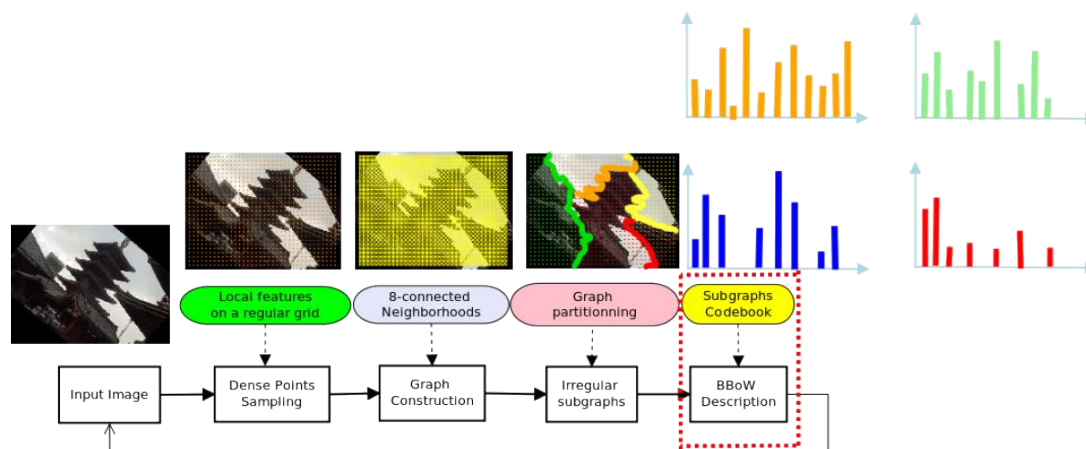 Local features
on a regular grid
8-connected
Neighborhoods
Graph
partitionning
Subgraphs
Codebook
Input Image
Dense Points
Sampling
Graph
Construction
Irregular
subgraphs
BBoW
Description